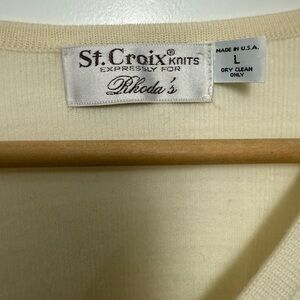 St. Croix® KNITS
EXPRESSLY FOR
Rhoda's
MADE IN U.S.A.
L
DRY CLEAN
ONLY